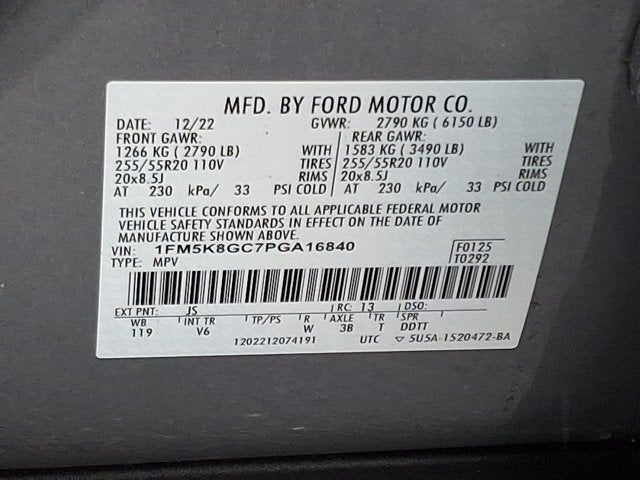 MFD. BY FORD MOTOR CO.
DATE: 12/22 GVWR: 2790 KG ( 6150 LB)
FRONT GAWR: REAR GAWR:
1266 KG ( 2790 LB) WITH 1583 KG ( 3490 LB) WITH
255/55R20 110V TIRES 255/55R20 110V TIRES
20x8.5J RIMS 20x8.5J RIMS
AT 230 kPa/ 33 PSI COLD AT 230 kPa/ 33 PSI COLD
THIS VEHICLE CONFORMS TO ALL APPLICABLE FEDERAL MOTOR
VEHICLE SAFETY STANDARDS IN EFFECT ON THE DATE OF
MANUFACTURE SHOWN ABOVE.
VIN: 1FM5K8GC7PGA16840 F0125
TYPE: MPV T0292
EXT PNT: JS RC: 13 DSO:
WB INT TR TP/PS R AXLE TR SPR
119 V6 W 3B T DDTT
1202212074191 UTC ▽ 5U5A-1520472-BA